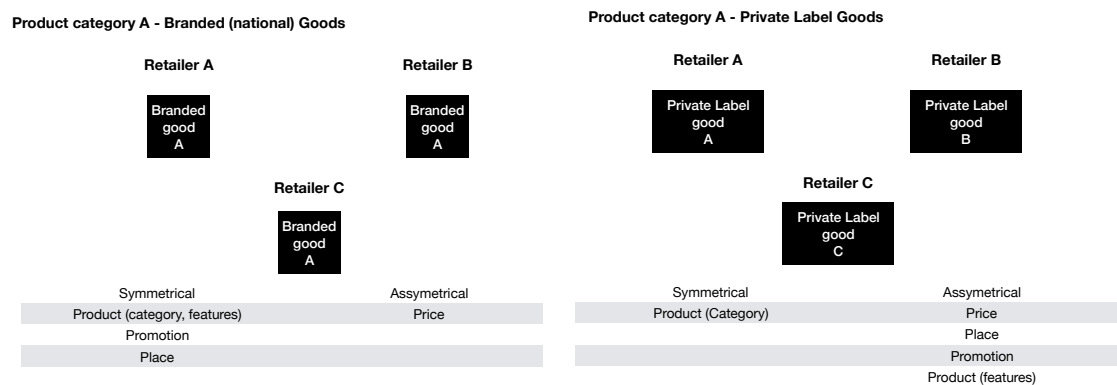 Product category A - Branded (national) Goods
Retailer A
Retailer B
Branded
good
A
Branded
good
A
Retailer C
Branded
good
A
Symmetrical
Assymetrical
Product (category, features)
Price
Promotion
Place
Product category A - Private Label Goods
Retailer A
Retailer B
Private Label
good
A
Private Label
good
B
Retailer C
Private Label
good
C
Symmetrical
Assymetrical
Product (Category)
Price
Place
Promotion
Product (features)